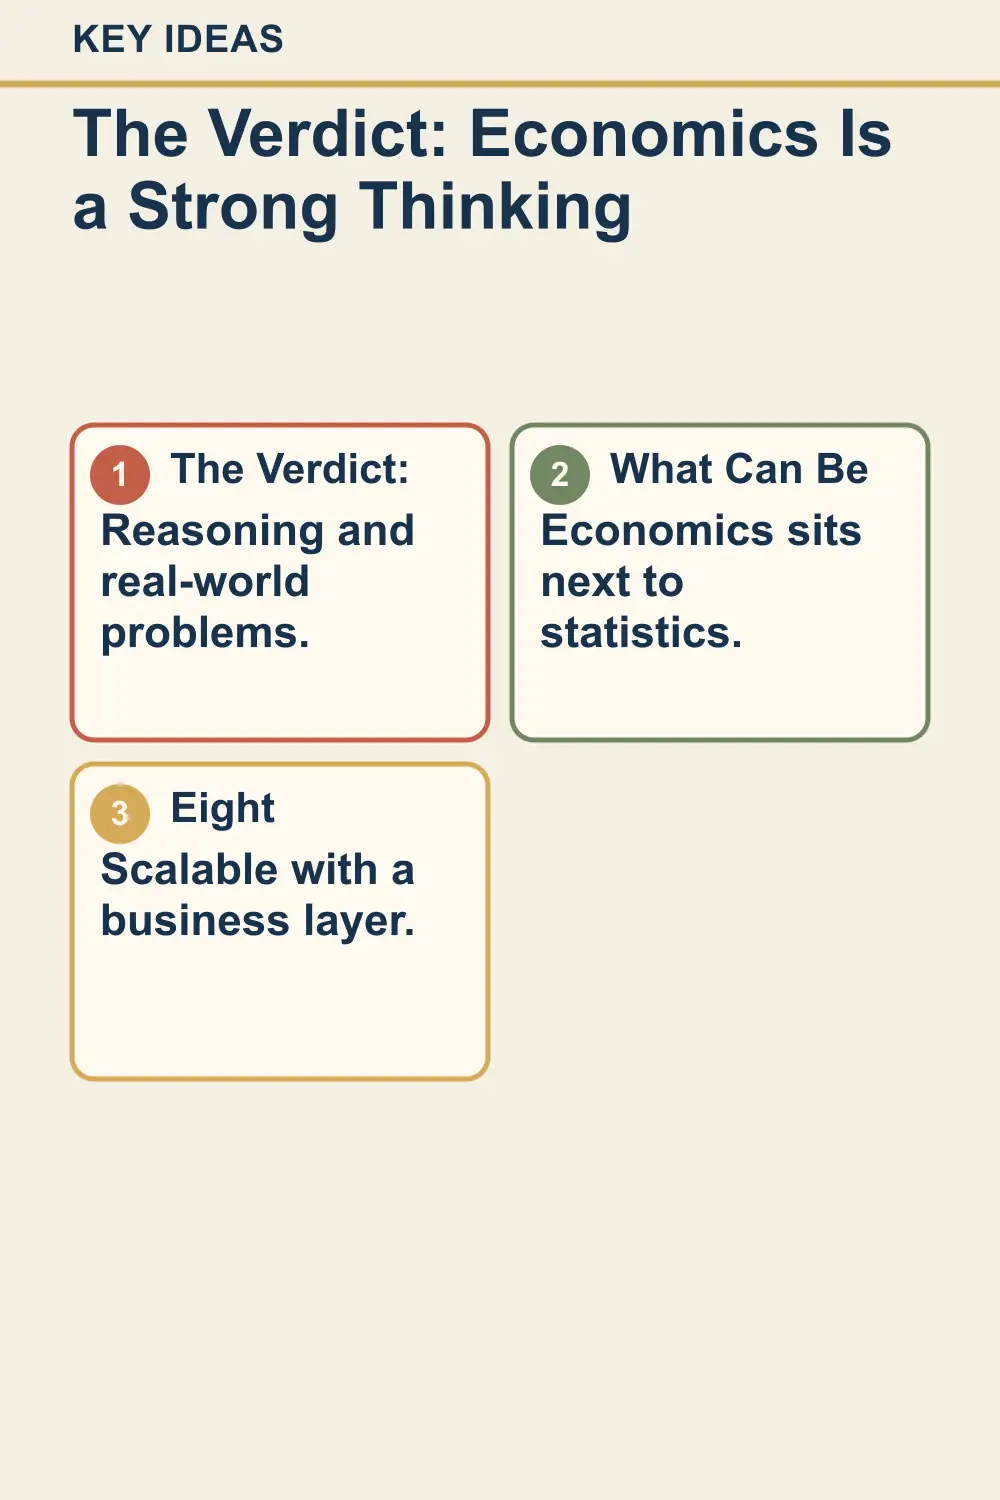 KEY IDEAS
The Verdict: Economics Is
a Strong Thinking
1 The Verdict:
Reasoning and
real-world
problems.
2 What Can Be
Economics sits
next to
statistics.
3 Eight
Scalable with a
business layer.